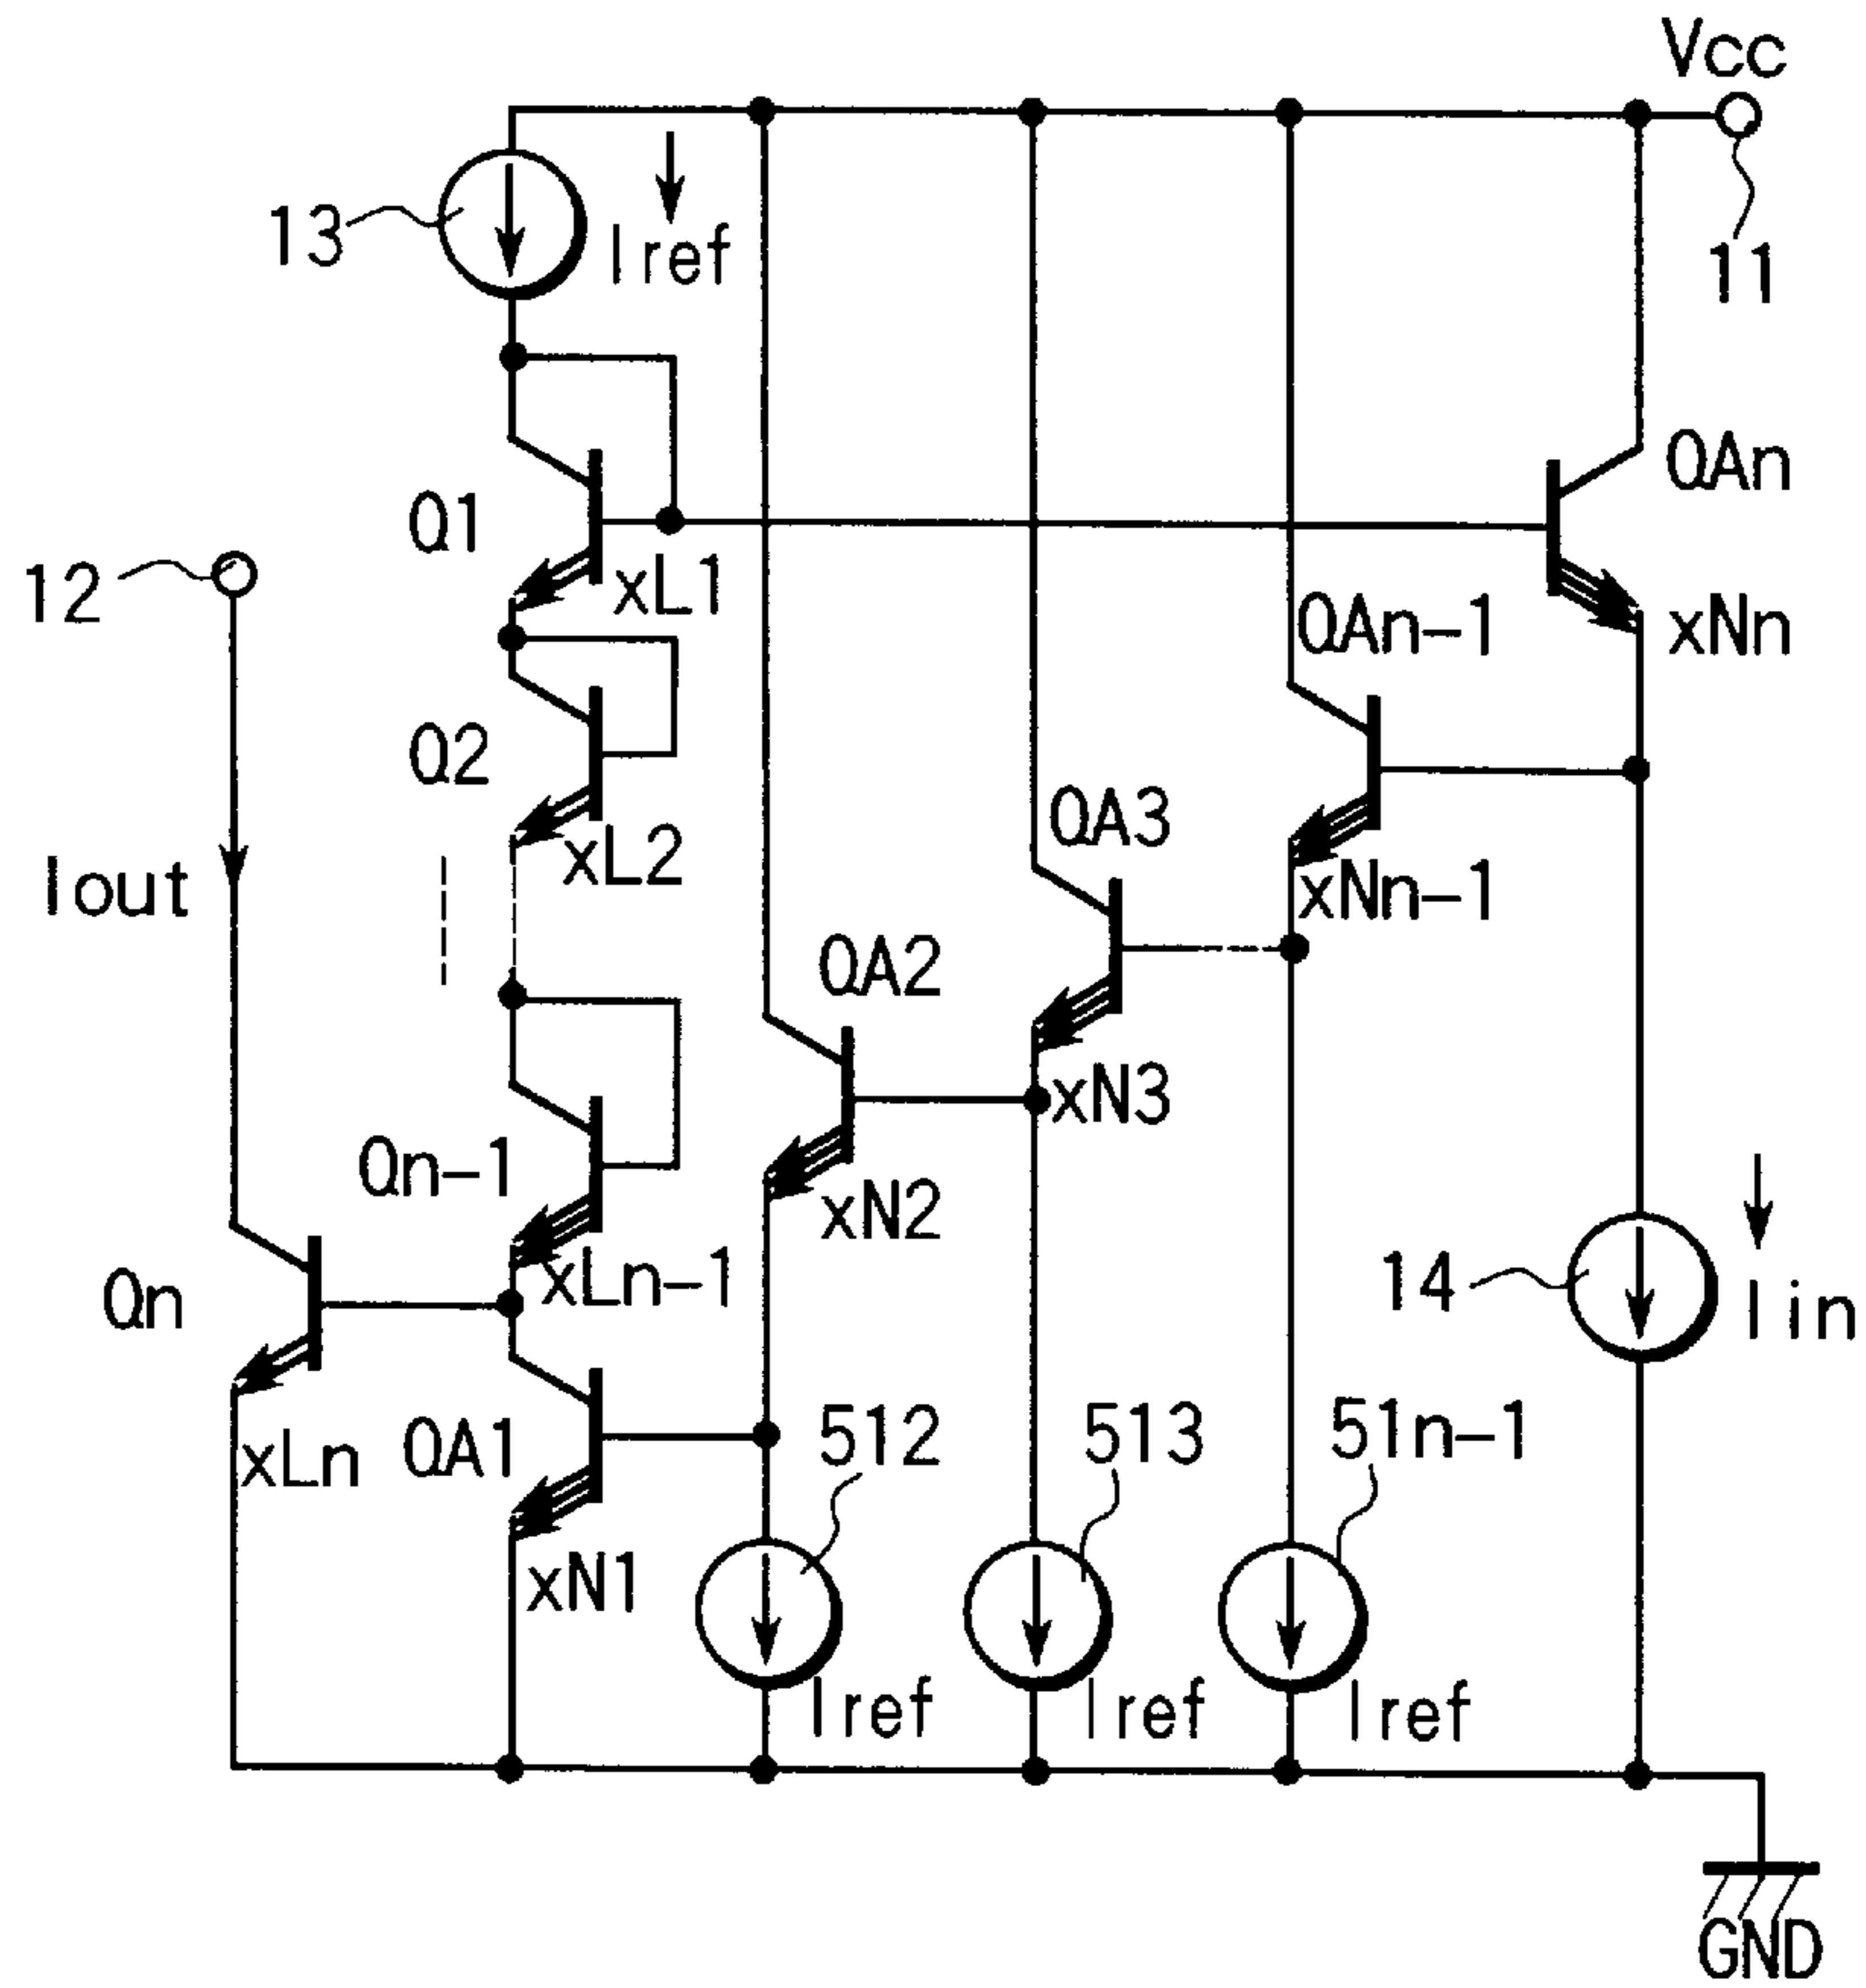 Vcc
13
Iref
11
QAn
Q1
12
xL1
QAn-1
xNn
Q2
QA3
xL2
xNn-1
Iout
QA2
xN3
Qn-1
xN2
xLn-1
14
Qn
Iin
512
513
51n-1
xLn
QA1
xN1
Iref
Iref
Iref
GND